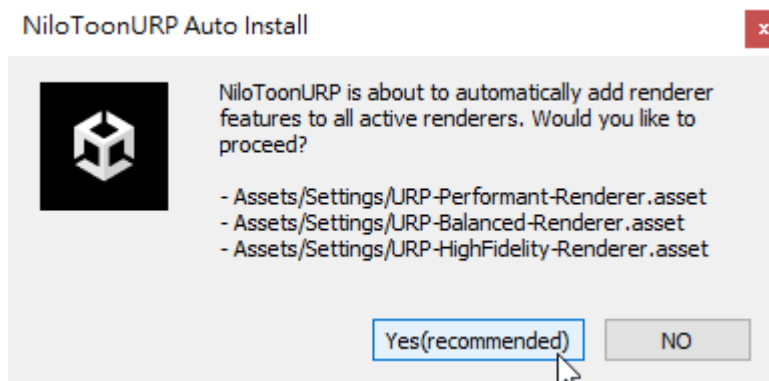 NiloToonURP Auto Install
x
NiloToonURP is about to automatically add renderer
features to all active renderers. Would you like to
proceed?
- Assets/Settings/URP-Performant-Renderer.asset
- Assets/Settings/URP-Balanced-Renderer.asset
- Assets/Settings/URP-HighFidelity-Renderer.asset
Yes(recommended)
NO